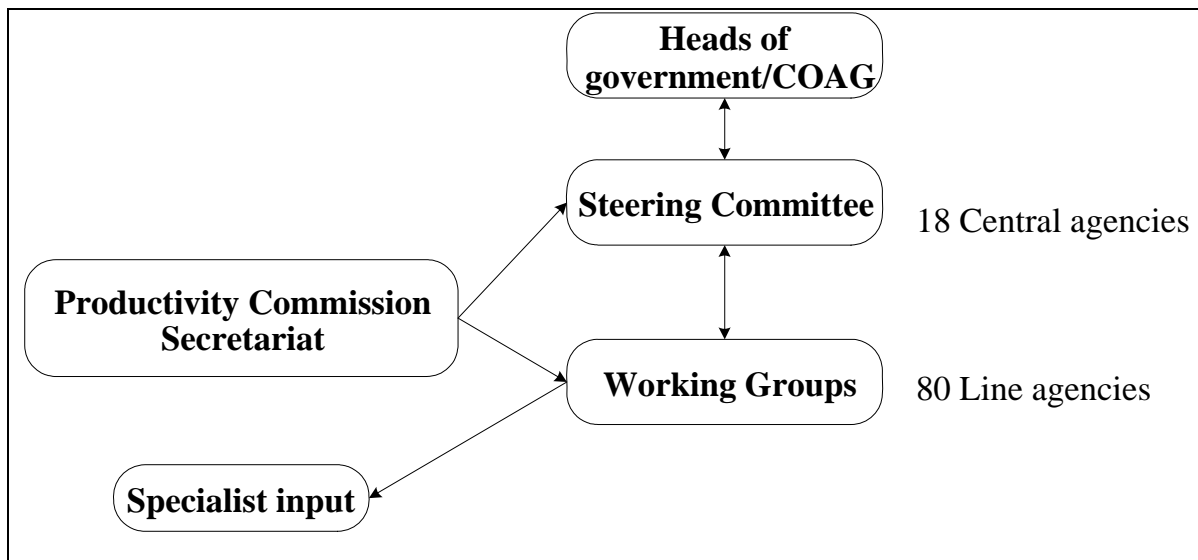 Heads of
government/COAG
Steering Committee
18 Central agencies
Productivity Commission
Secretariat
Working Groups
80 Line agencies
Specialist input